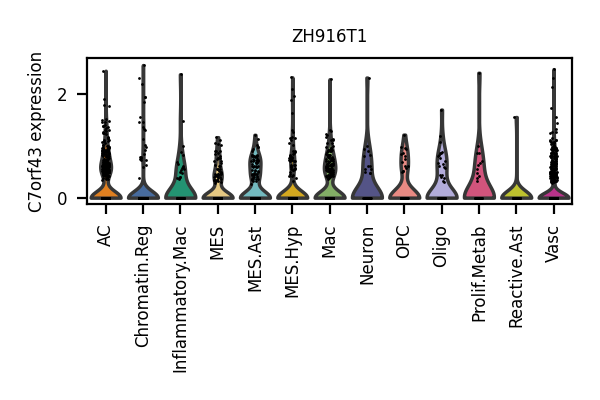 ZH916T1
C7orf43 expression
2
0
AC
Chromatin.Reg
Inflammatory.Mac
MES
MES.Ast
MES.Hyp
Mac
Neuron
OPC
Oligo
Prolif.Metab
Reactive.Ast
Vasc